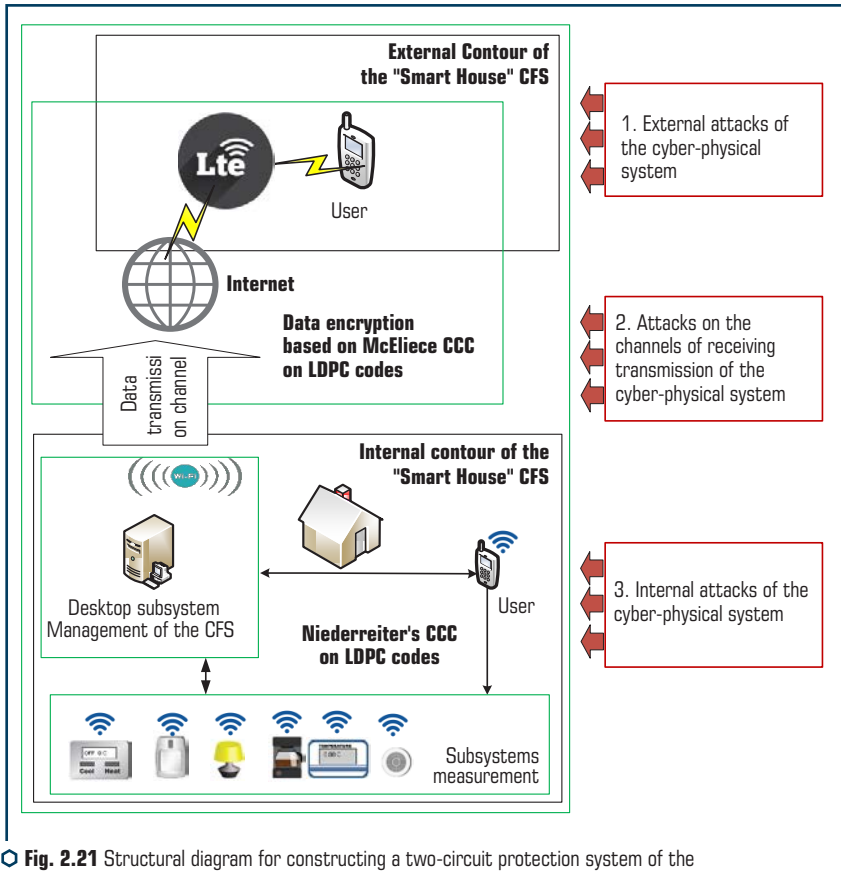 External Contour of
the "Smart House" CFS
Lte
User
Internet
Data encryption
based on McEliece CCC
on LDPC codes
Data
transmissi
on channel
1. External attacks of
the cyber-physical
system
2. Attacks on the
channels of receiving
transmission of the
cyber-physical system
Internal contour of the
"Smart House" CFS
Wi-Fi
Desktop subsystem
Management of the CFS
User
Niederreiter's CCC
on LDPC codes
3. Internal attacks of the
cyber-physical system
OFF 0C
Cool Heat
TEMPERATURE
Subsystems
measurement
Fig. 2.21 Structural diagram for constructing a two-circuit protection system of the